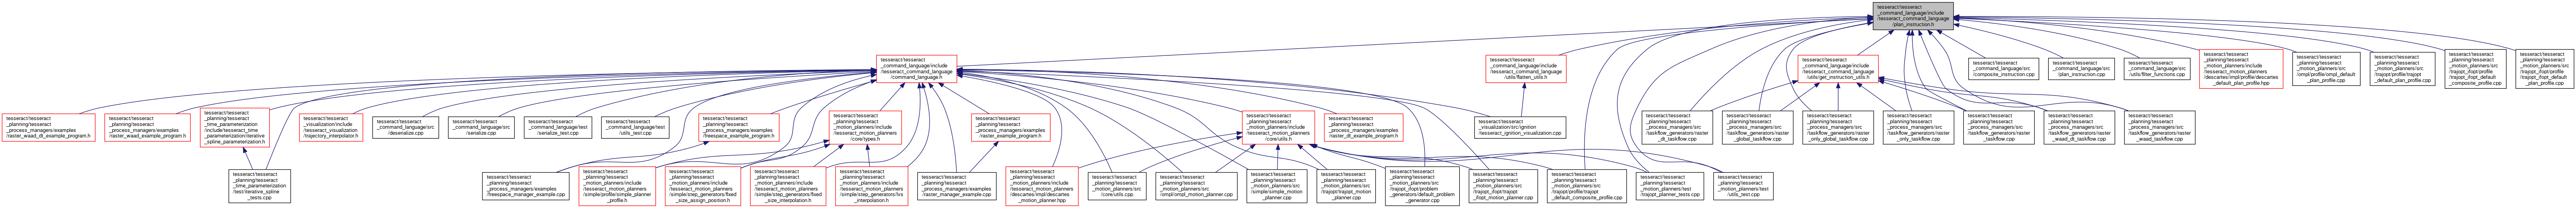 tesseract/tesseract
_command_language/include
/tesseract_command_language
/plan_instruction.h
tesseract/tesseract
_command_language/include
/tesseract_command_language
/command_language.h
tesseract/tesseract
_command_language/include
/tesseract_command_language
/utils/flatten_utils.h
tesseract/tesseract
_command_language/include
/tesseract_command_language
/utils/get_instruction_utils.h
tesseract/tesseract
_command_language/src
/composite_instruction.cpp
tesseract/tesseract
_command_language/src
/plan_instruction.cpp
tesseract/tesseract
_command_language/src
/utils/filter_functions.cpp
tesseract/tesseract
_planning/tesseract
_motion_planners/include
/tesseract_motion_planners
/descartes/impl/profile/descartes
_default_plan_profile.hpp
tesseract/tesseract
_planning/tesseract
_motion_planners/src
/ompl/profile/ompl_default
_plan_profile.cpp
tesseract/tesseract
_planning/tesseract
_motion_planners/src
/trajopt/profile/trajopt
_default_plan_profile.cpp
tesseract/tesseract
_planning/tesseract
_motion_planners/src
/trajopt_ifopt/profile
/trajopt_ifopt_default
_composite_profile.cpp
tesseract/tesseract
_planning/tesseract
_motion_planners/src
/trajopt_ifopt/profile
/trajopt_ifopt_default
_plan_profile.cpp
tesseract/tesseract
_planning/tesseract
_process_managers/examples
/raster_waad_dt_example_program.h
tesseract/tesseract
_planning/tesseract
_process_managers/examples
/raster_waad_example_program.h
tesseract/tesseract
_planning/tesseract
_time_parameterization
/include/tesseract_time
_parameterization/iterative
_spline_parameterization.h
tesseract/tesseract
_visualization/include
/tesseract_visualization
/trajectory_interpolator.h
tesseract/tesseract
_command_language/src
/deserialize.cpp
tesseract/tesseract
_command_language/src
/serialize.cpp
tesseract/tesseract
_command_language/test
/serialize_test.cpp
tesseract/tesseract
_command_language/test
/utils_test.cpp
tesseract/tesseract
_planning/tesseract
_process_managers/examples
/freespace_example_program.h
tesseract/tesseract
_planning/tesseract
_motion_planners/include
/tesseract_motion_planners
/core/types.h
tesseract/tesseract
_planning/tesseract
_process_managers/examples
/raster_example_program.h
tesseract/tesseract
_planning/tesseract
_motion_planners/include
/tesseract_motion_planners
/core/utils.h
tesseract/tesseract
_planning/tesseract
_process_managers/examples
/raster_dt_example_program.h
tesseract/tesseract
_visualization/src/ignition
/tesseract_ignition_visualization.cpp
tesseract/tesseract
_planning/tesseract
_process_managers/src
/taskflow_generators/raster
_dt_taskflow.cpp
tesseract/tesseract
_planning/tesseract
_process_managers/src
/taskflow_generators/raster
_global_taskflow.cpp
tesseract/tesseract
_planning/tesseract
_process_managers/src
/taskflow_generators/raster
_only_global_taskflow.cpp
tesseract/tesseract
_planning/tesseract
_process_managers/src
/taskflow_generators/raster
_only_taskflow.cpp
tesseract/tesseract
_planning/tesseract
_process_managers/src
/taskflow_generators/raster
_taskflow.cpp
tesseract/tesseract
_planning/tesseract
_process_managers/src
/taskflow_generators/raster
_waad_dt_taskflow.cpp
tesseract/tesseract
_planning/tesseract
_process_managers/src
/taskflow_generators/raster
_waad_taskflow.cpp
tesseract/tesseract
_planning/tesseract
_time_parameterization
/test/iterative_spline
_tests.cpp
tesseract/tesseract
_planning/tesseract
_process_managers/examples
/freespace_manager_example.cpp
tesseract/tesseract
_planning/tesseract
_motion_planners/include
/tesseract_motion_planners
/simple/profile/simple_planner
_profile.h
tesseract/tesseract
_planning/tesseract
_motion_planners/include
/tesseract_motion_planners
/simple/step_generators/fixed
_size_assign_position.h
tesseract/tesseract
_planning/tesseract
_motion_planners/include
/tesseract_motion_planners
/simple/step_generators/fixed
_size_interpolation.h
tesseract/tesseract
_planning/tesseract
_motion_planners/include
/tesseract_motion_planners
/simple/step_generators/lvs
_interpolation.h
tesseract/tesseract
_planning/tesseract
_process_managers/examples
/raster_manager_example.cpp
tesseract/tesseract
_planning/tesseract
_motion_planners/include
/tesseract_motion_planners
/descartes/impl/descartes
_motion_planner.hpp
tesseract/tesseract
_planning/tesseract
_motion_planners/src
/core/utils.cpp
tesseract/tesseract
_planning/tesseract
_motion_planners/src
/ompl/ompl_motion_planner.cpp
tesseract/tesseract
_planning/tesseract
_motion_planners/src
/simple/simple_motion
_planner.cpp
tesseract/tesseract
_planning/tesseract
_motion_planners/src
/trajopt/trajopt_motion
_planner.cpp
tesseract/tesseract
_planning/tesseract
_motion_planners/src
/trajopt/problem
_generators/default_problem
_generator.cpp
tesseract/tesseract
_planning/tesseract
_motion_planners/src
/trajopt_ifopt/trajopt
_ifopt_motion_planner.cpp
tesseract/tesseract
_planning/tesseract
_motion_planners/src
/trajopt/profile/trajopt
_default_composite_profile.cpp
tesseract/tesseract
_planning/tesseract
_motion_planners/test
/trajopt_planner_tests.cpp
tesseract/tesseract
_planning/tesseract
_motion_planners/test
/utils_test.cpp